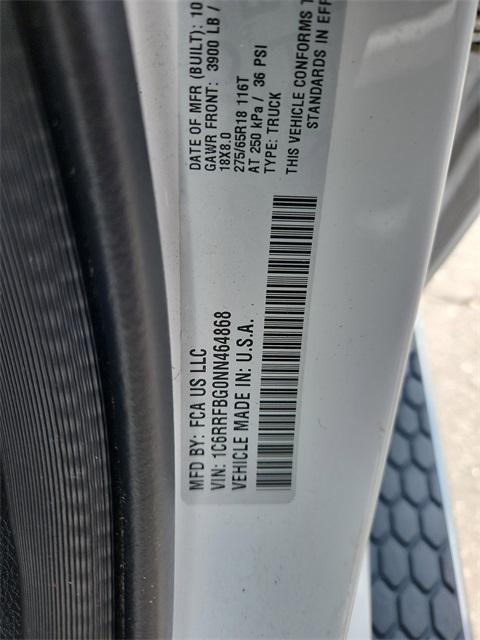 MFD BY: FCA US LLC
VIN: 1C6RRFBG0NN464868
VEHICLE MADE IN: U.S.A.
DATE OF MFR (BUILT): 10
GAWR FRONT: 3900 LB /
18X8.0
275/65R18 116T
AT 250 kPa / 36 PSI
TYPE: TRUCK
THIS VEHICLE CONFORMS T
STANDARDS IN EFF